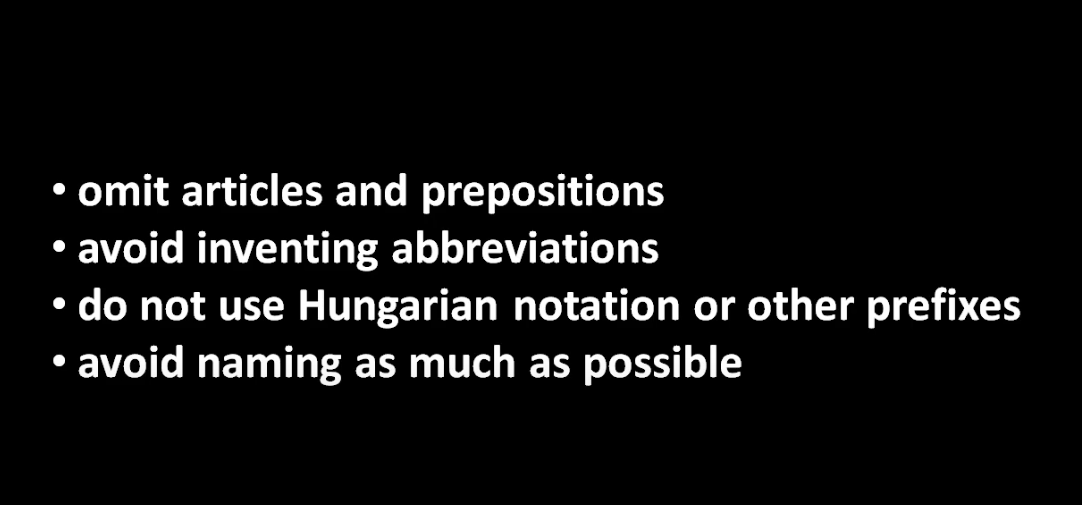 • omit articles and prepositions
• avoid inventing abbreviations
• do not use Hungarian notation or other prefixes
• avoid naming as much as possible